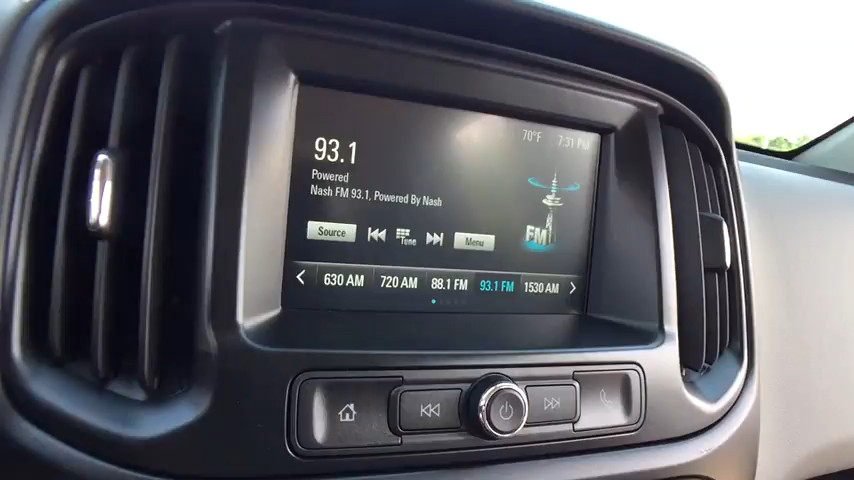 70°F 7:31 PM
93.1
Powered
Nash FM 93.1, Powered By Nash
FM
Source Tune Menu
630 AM 720 AM 88.1 FM 93.1 FM 1530 AM